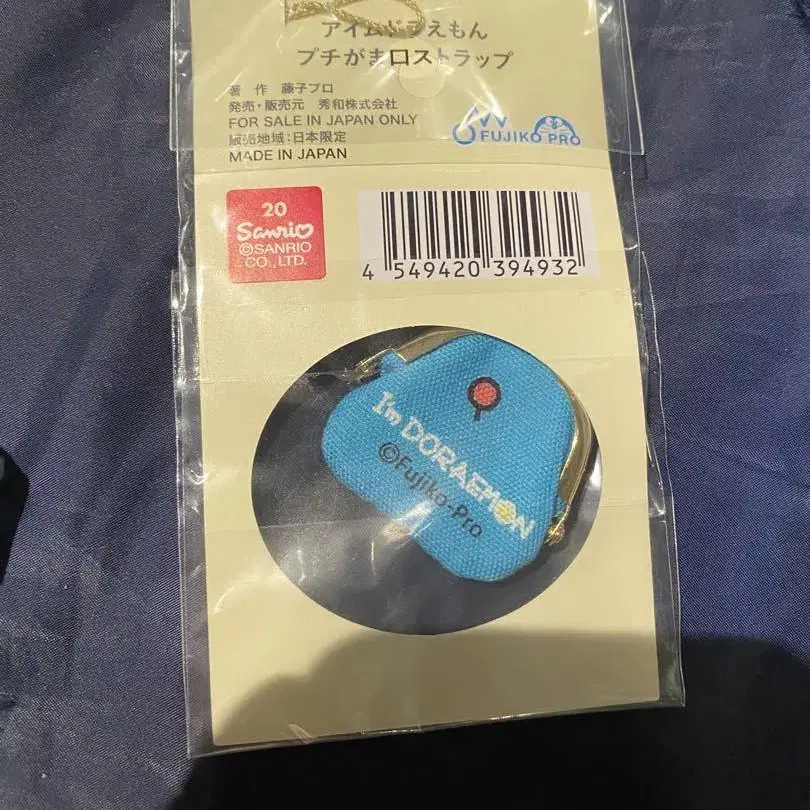 アイムドラえもん
プチがま口ストラップ
著 作 藤子プロ
発売・販売元 秀和株式会社
FOR SALE IN JAPAN ONLY
販売地域:日本限定
MADE IN JAPAN
FUJIKO PRO
20
Sanrio
©SANRIO
CO., LTD.
4 549420 394932
I'm DORAEMON
©Fujiko-Pro